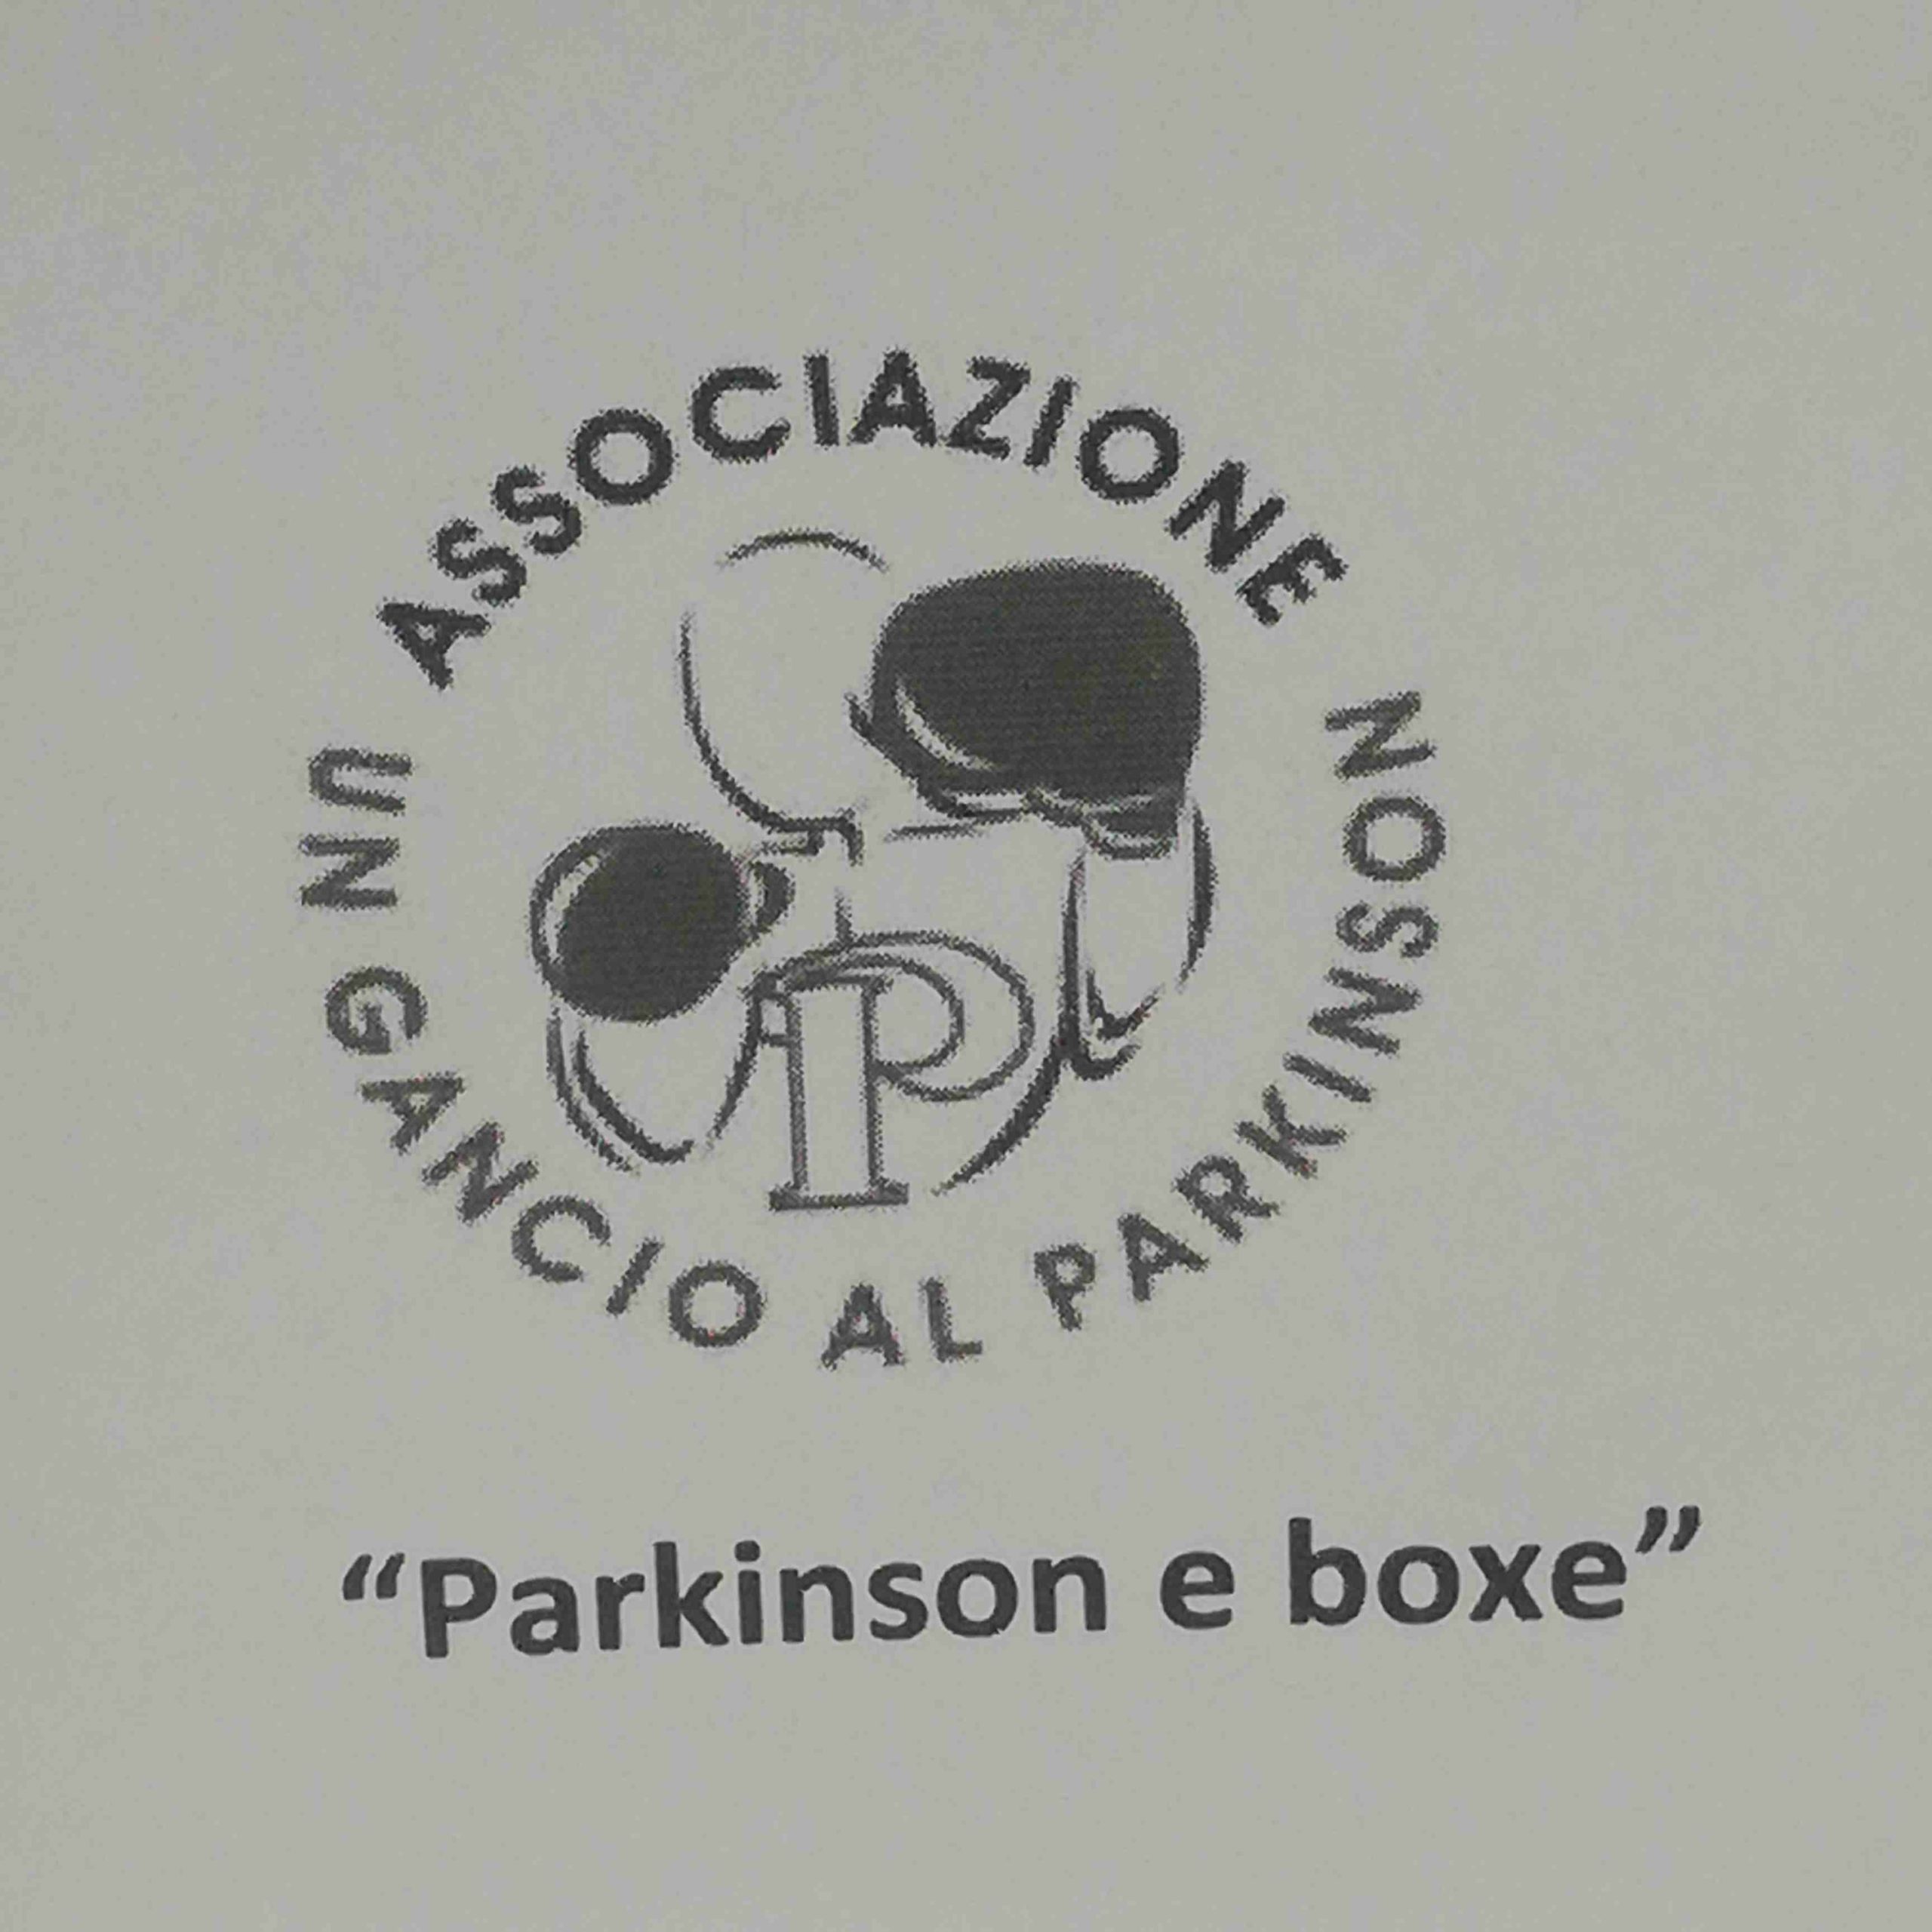 ASSOCIAZIONE
UN GANCIO AL PARKINSON
P
“Parkinson e boxe”